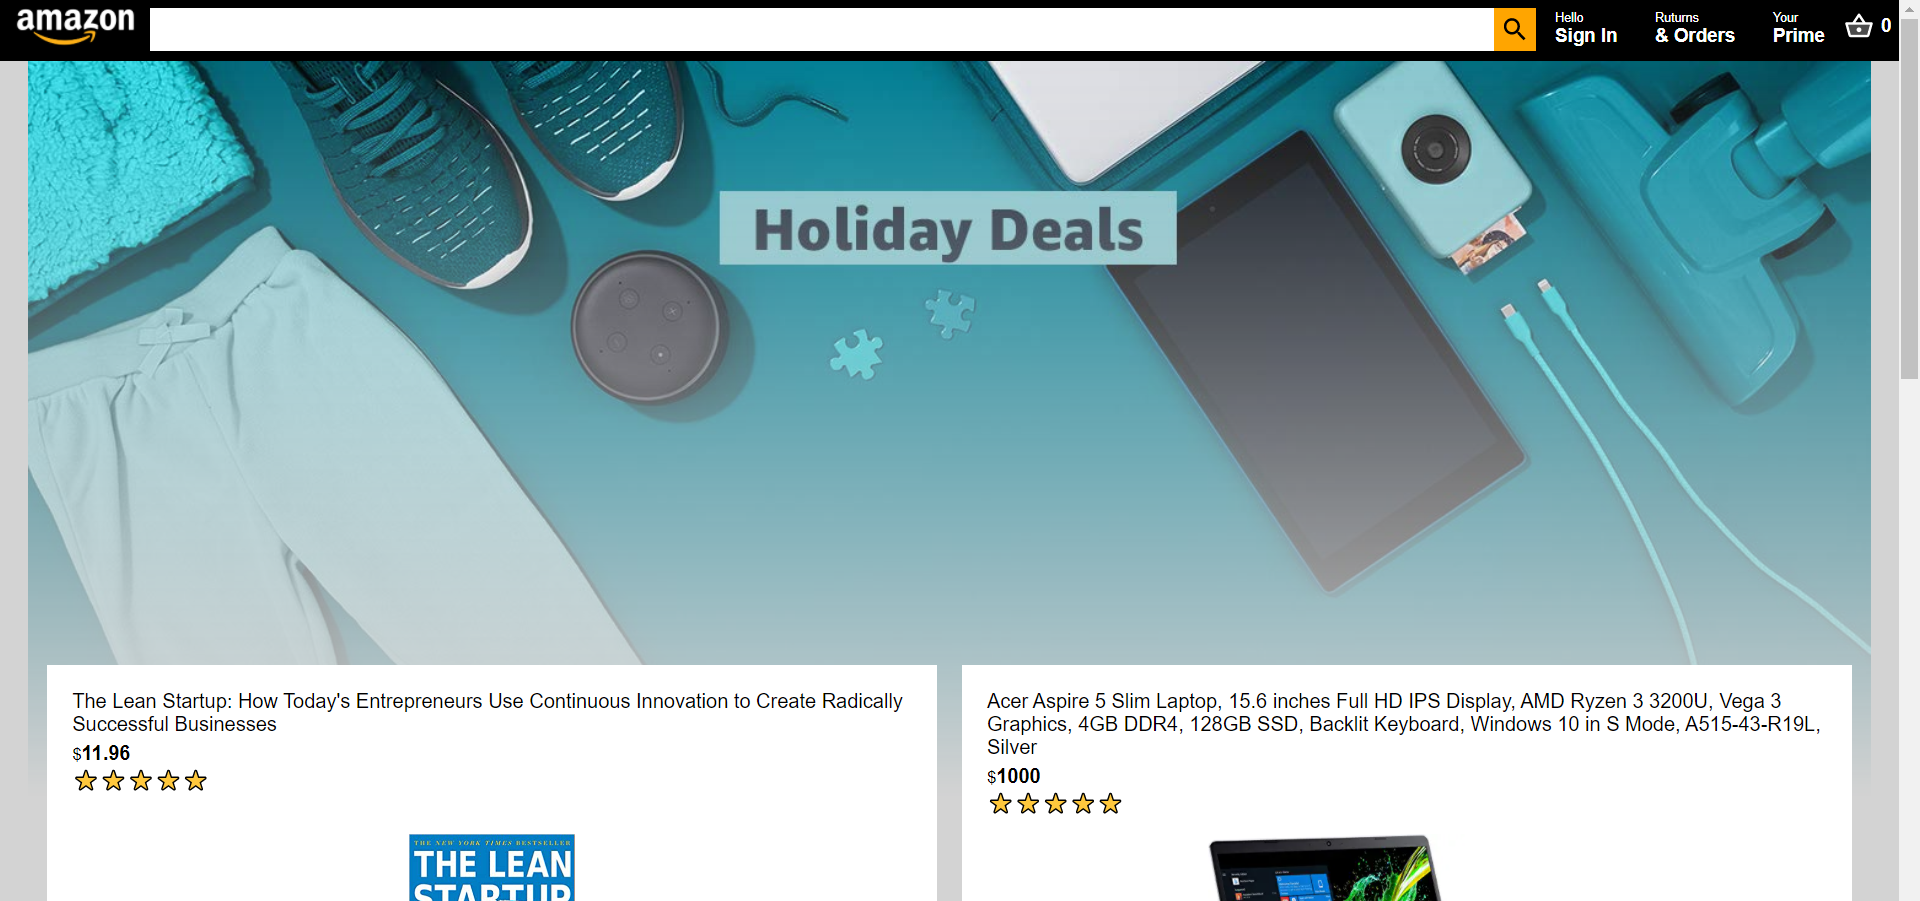 amazon
Hello
Sign In
Ruturns
& Orders
Your
Prime
0
Holiday Deals
The Lean Startup: How Today's Entrepreneurs Use Continuous Innovation to Create Radically
Successful Businesses
$11.96
THE NEW YORK TIMES BESTSELLER
THE LEAN
STARTUP
Acer Aspire 5 Slim Laptop, 15.6 inches Full HD IPS Display, AMD Ryzen 3 3200U, Vega 3
Graphics, 4GB DDR4, 128GB SSD, Backlit Keyboard, Windows 10 in S Mode, A515-43-R19L,
Silver
$1000